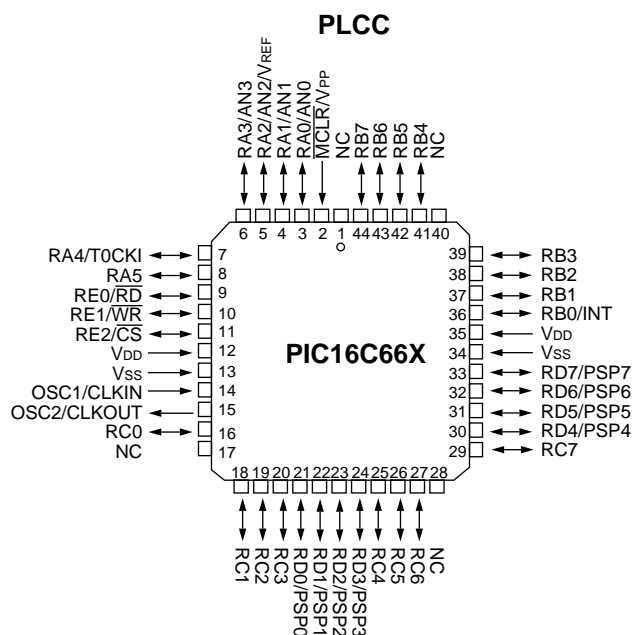 PLCC
RA3/AN3
RA2/AN2/VREF
RA1/AN1
RA0/AN0
MCLR/VPP
NC
RB7
RB6
RB5
RB4
NC
6 5 4 3 2 1 44 43 42 41 40
RA4/T0CKI 7
RA5 8
RE0/RD 9
RE1/WR 10
RE2/CS 11
VDD 12
VSS 13
OSC1/CLKIN 14
OSC2/CLKOUT 15
RC0 16
NC 17
PIC16C66X
39 RB3
38 RB2
37 RB1
36 RB0/INT
35 VDD
34 VSS
33 RD7/PSP7
32 RD6/PSP6
31 RD5/PSP5
30 RD4/PSP4
29 RC7
18 19 20 21 22 23 24 25 26 27 28
RC1
RC2
RC3
RD0/PSP0
RD1/PSP1
RD2/PSP2
RD3/PSP3
RC4
RC5
RC6
NC